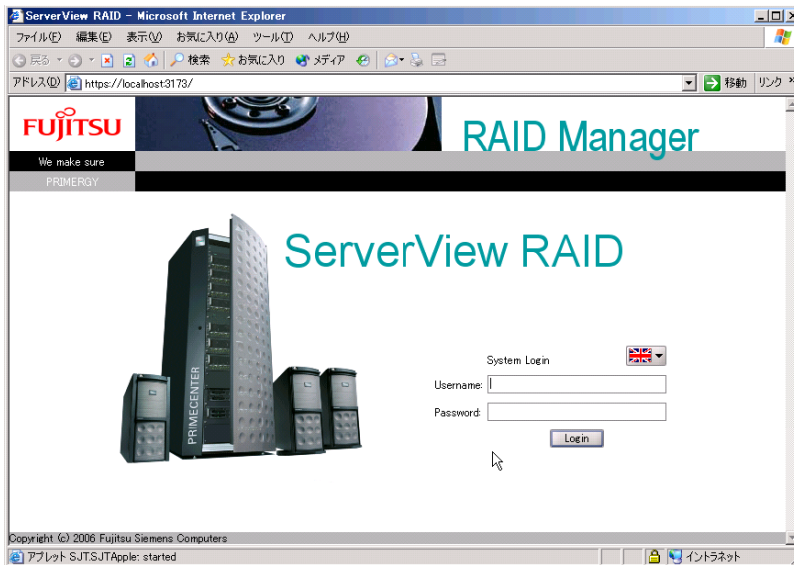 ServerView RAID - Microsoft Internet Explorer
ファイル(F) 編集(E) 表示(V) お気に入り(A) ツール(T) ヘルプ(H)
戻る 検索 お気に入り メディア
アドレス(D) https://localhost:3173/ 移動 リンク »
FUJITSU
RAID Manager
We make sure
PRIMERGY
ServerView RAID
PRIMECENTER
System Login
Username:
Password:
Login
Copyright (c) 2006 Fujitsu Siemens Computers
アプレット SJT.SJTApple: started イントラネット